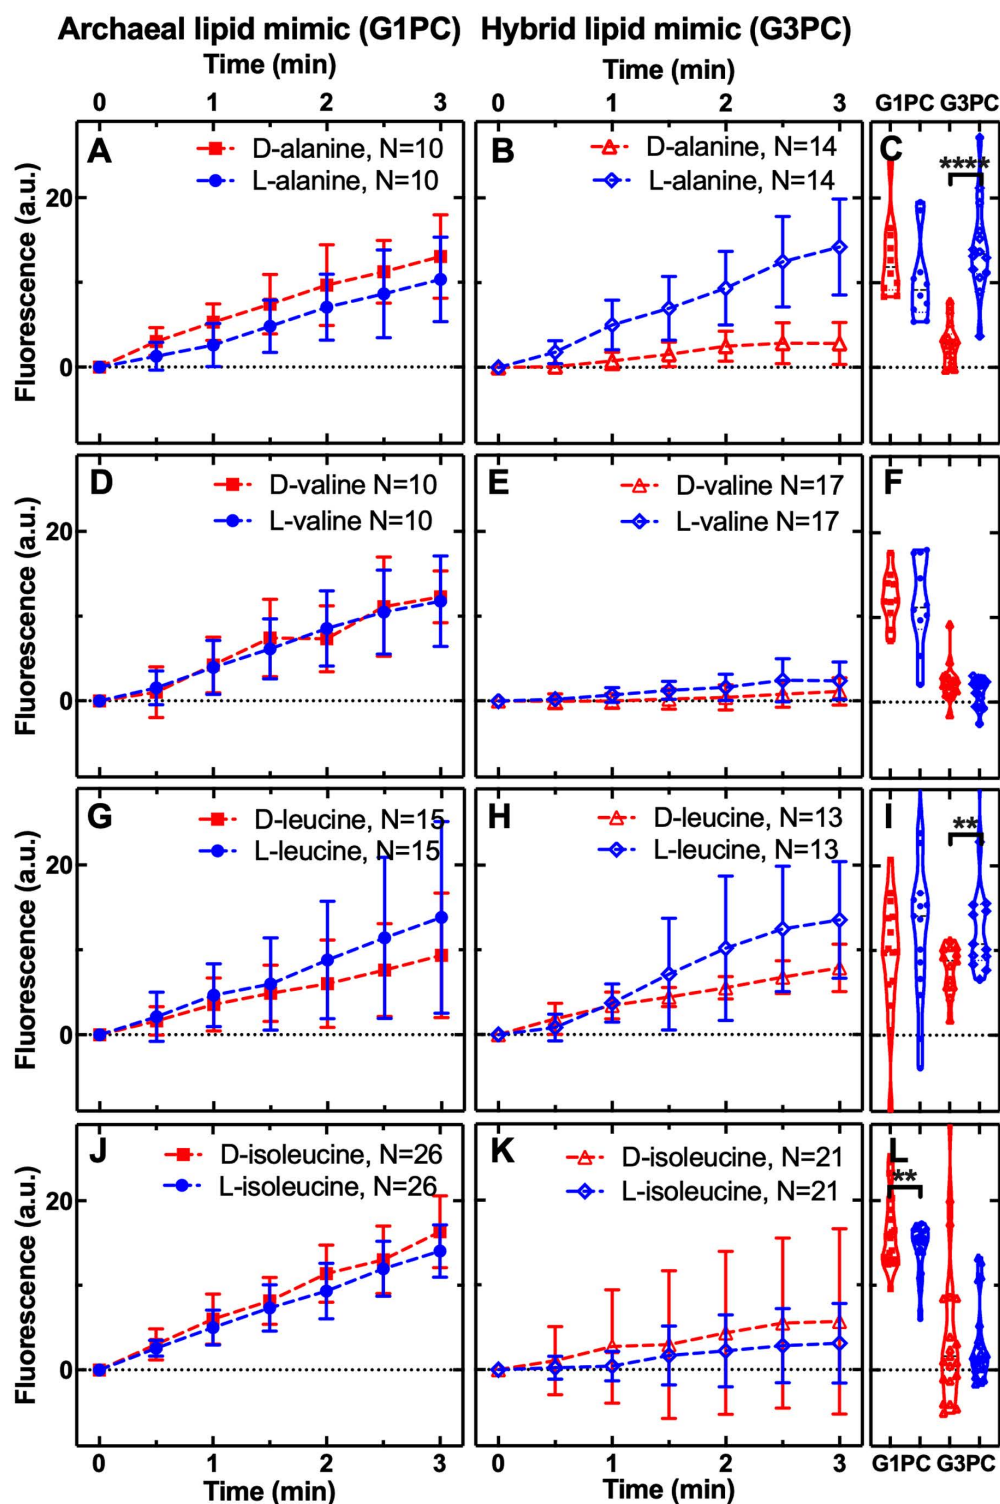 Archaeal lipid mimic (G1PC) Hybrid lipid mimic (G3PC)
Time (min) Time (min)
0 1 2 3 0 1 2 3 G1PC G3PC
A D-alanine, N=10 B D-alanine, N=14 C
L-alanine, N=10 L-alanine, N=14 ****
20
Fluorescence (a.u.)
0
D D-valine N=10 E D-valine N=17 F
L-valine N=10 L-valine N=17
20
Fluorescence (a.u.)
0
G D-leucine, N=15 H D-leucine, N=13 I
L-leucine, N=15 L-leucine, N=13 **
20
Fluorescence (a.u.)
0
J D-isoleucine, N=26 K D-isoleucine, N=21 L
L-isoleucine, N=26 L-isoleucine, N=21 **
20
Fluorescence (a.u.)
0
0 1 2 3 0 1 2 3 G1PC G3PC
Time (min) Time (min)